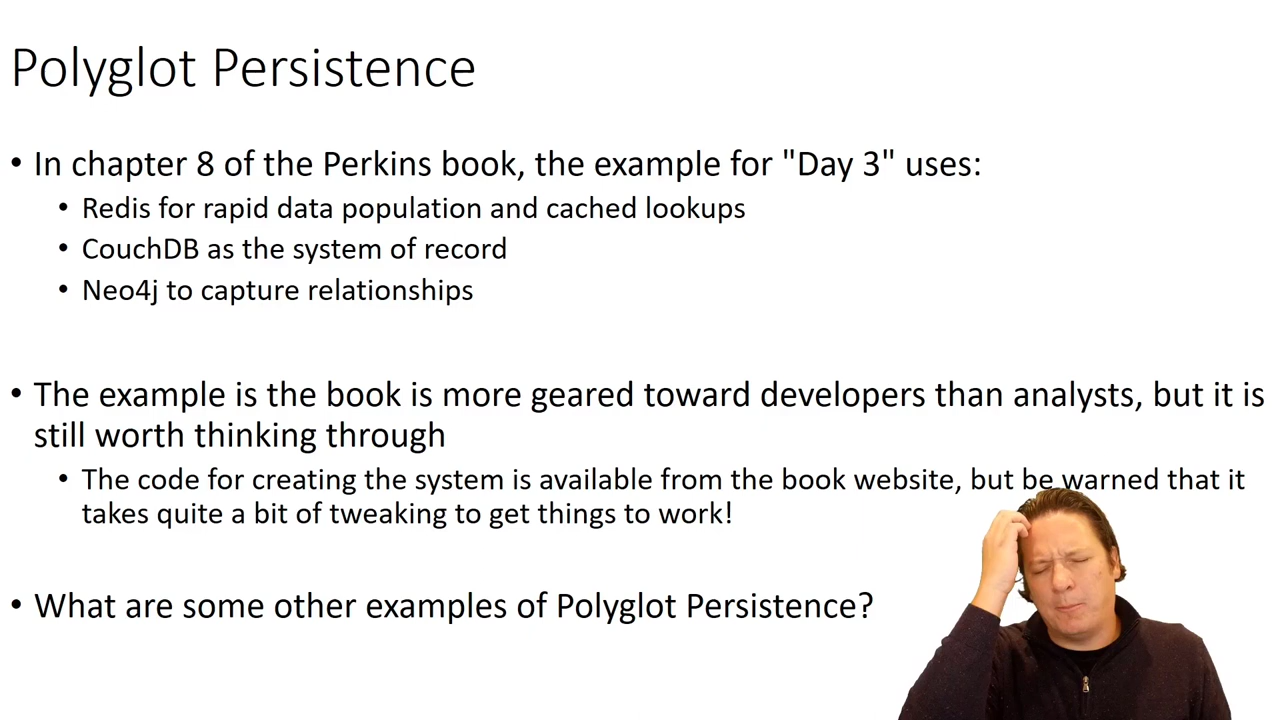 Polyglot Persistence
• In chapter 8 of the Perkins book, the example for "Day 3" uses:
• Redis for rapid data population and cached lookups
• CouchDB as the system of record
• Neo4j to capture relationships
• The example is the book is more geared toward developers than analysts, but it is
still worth thinking through
• The code for creating the system is available from the book website, but be warned that it
takes quite a bit of tweaking to get things to work!
• What are some other examples of Polyglot Persistence?